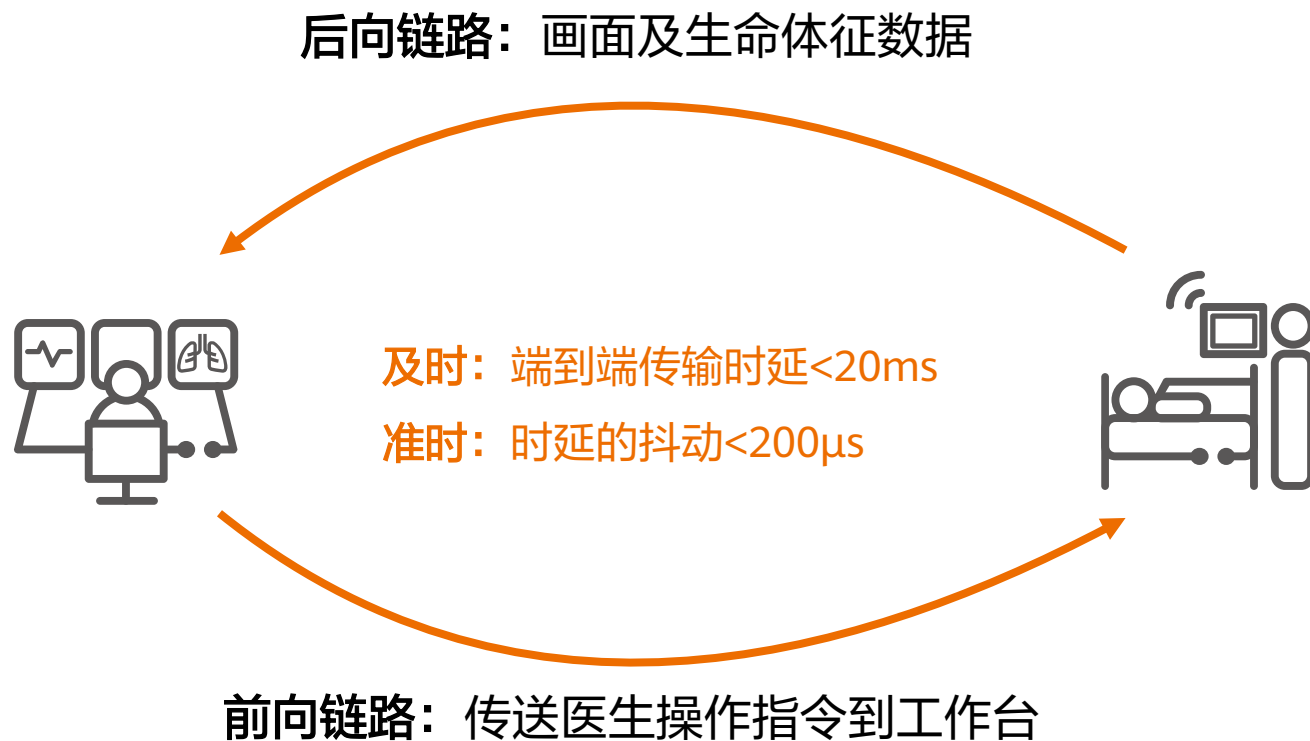 后向链路：画面及生命体征数据
及时：端到端传输时延<20ms
准时：时延的抖动<200μs
前向链路：传送医生操作指令到工作台